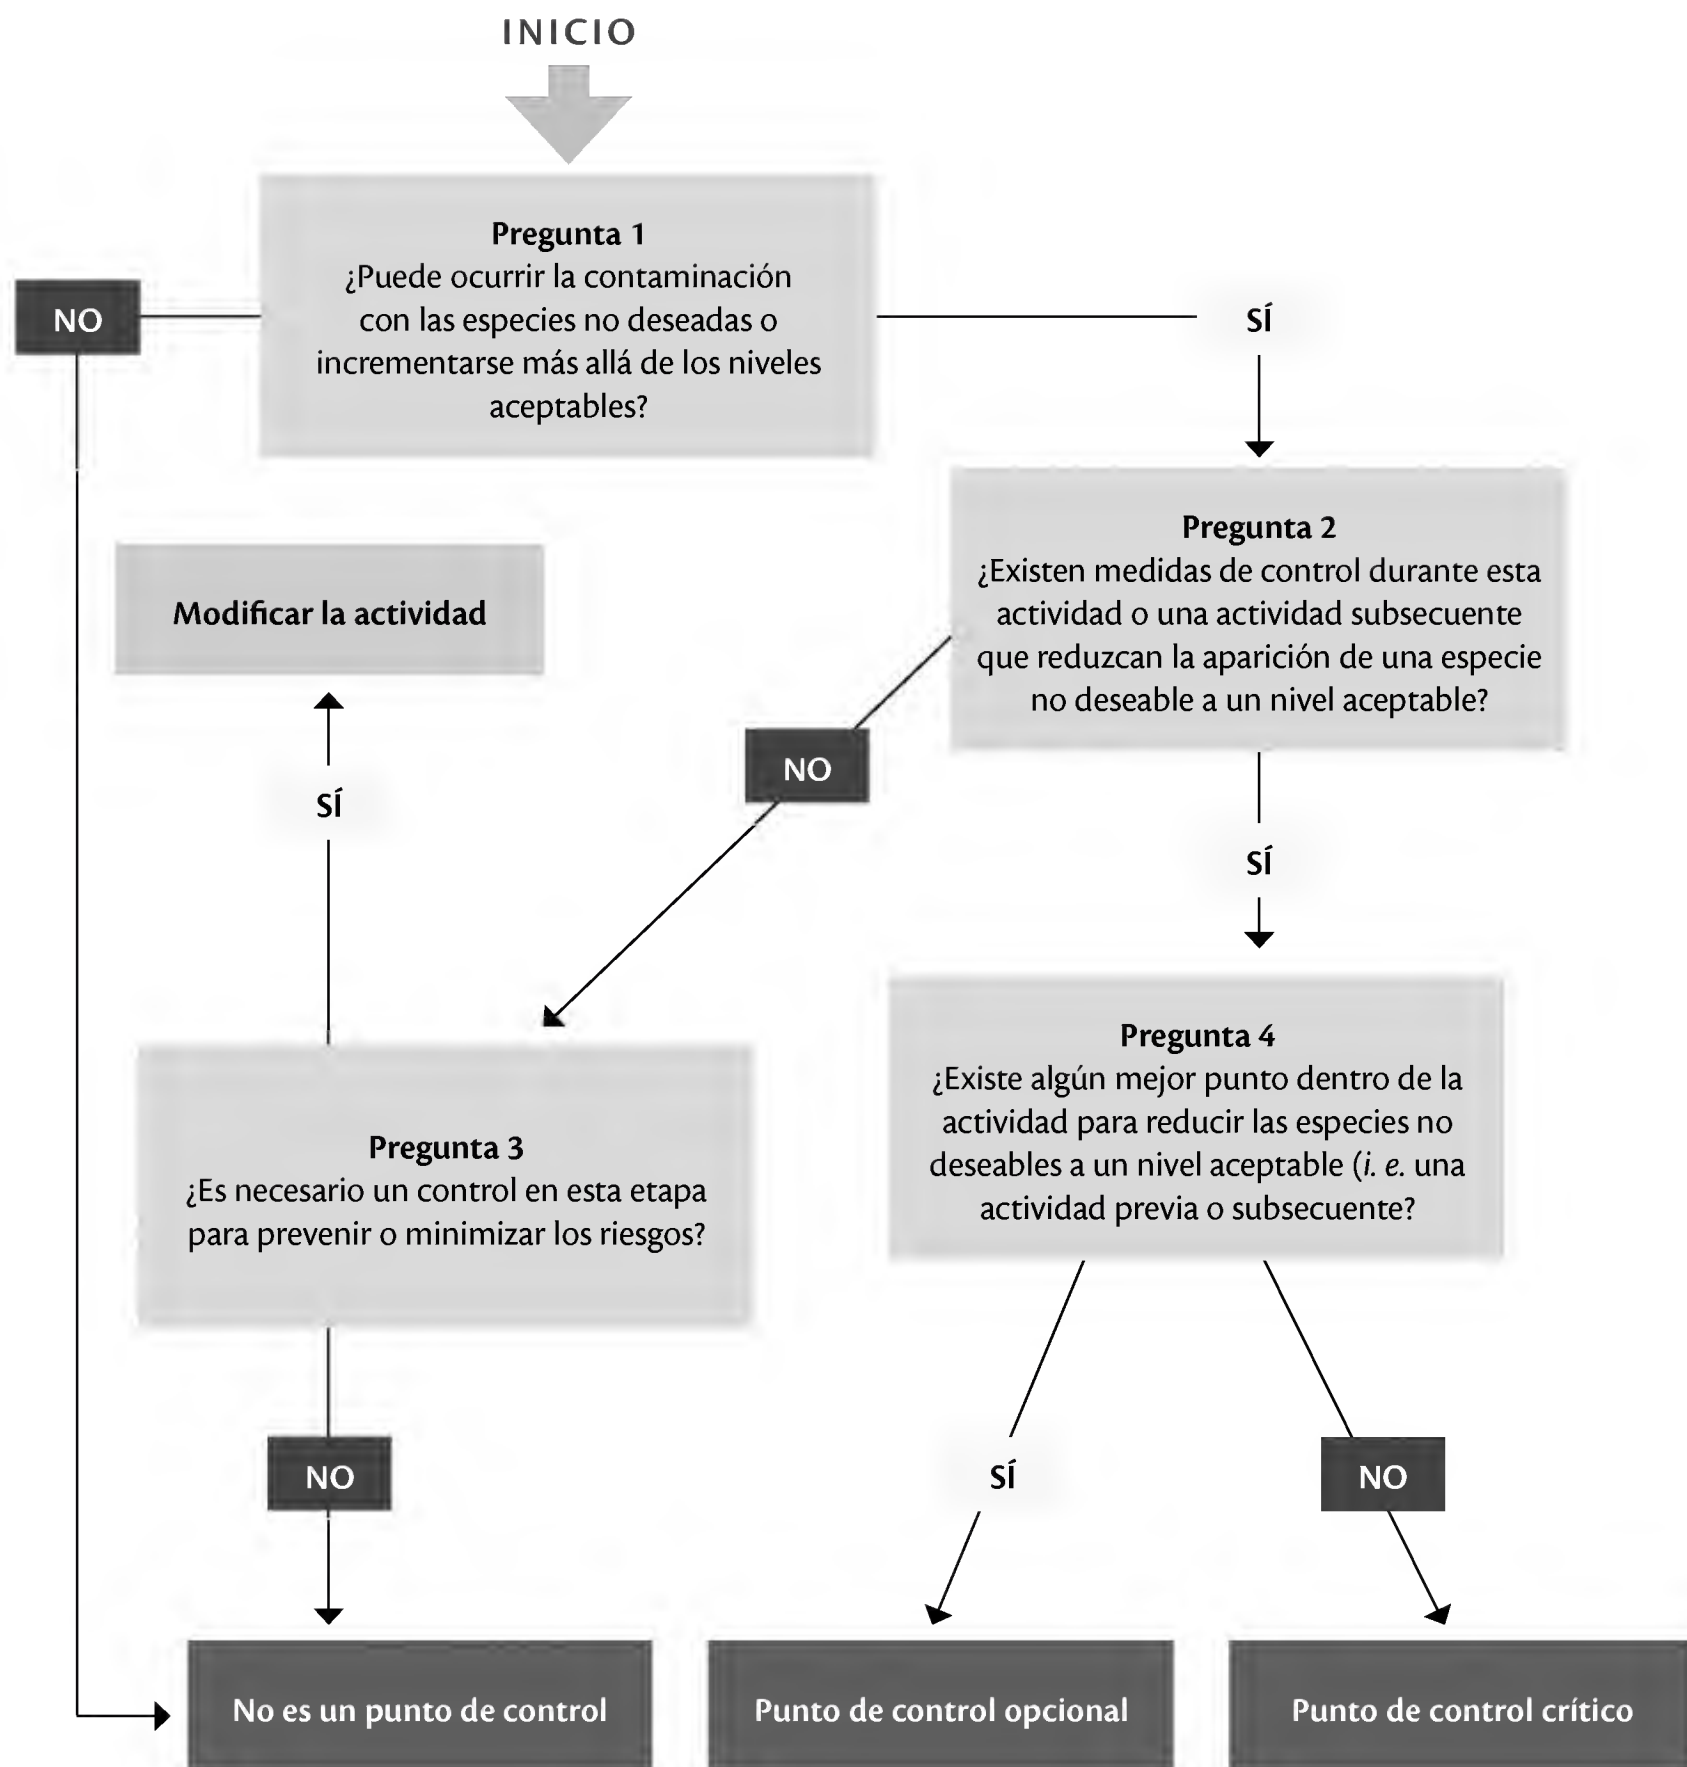 INICIO
Pregunta 1
¿Puede ocurrir la contaminación
con las especies no deseadas o
incrementarse más allá de los niveles
aceptables?
NO
SÍ
Pregunta 2
¿Existen medidas de control durante esta
actividad o una actividad subsecuente
que reduzcan la aparición de una especie
no deseable a un nivel aceptable?
Modificar la actividad
NO
SÍ
SÍ
Pregunta 4
¿Existe algún mejor punto dentro de la
actividad para reducir las especies no
deseables a un nivel aceptable (i. e. una
actividad previa o subsecuente?
Pregunta 3
¿Es necesario un control en esta etapa
para prevenir o minimizar los riesgos?
NO
SÍ
NO
No es un punto de control
Punto de control opcional
Punto de control crítico